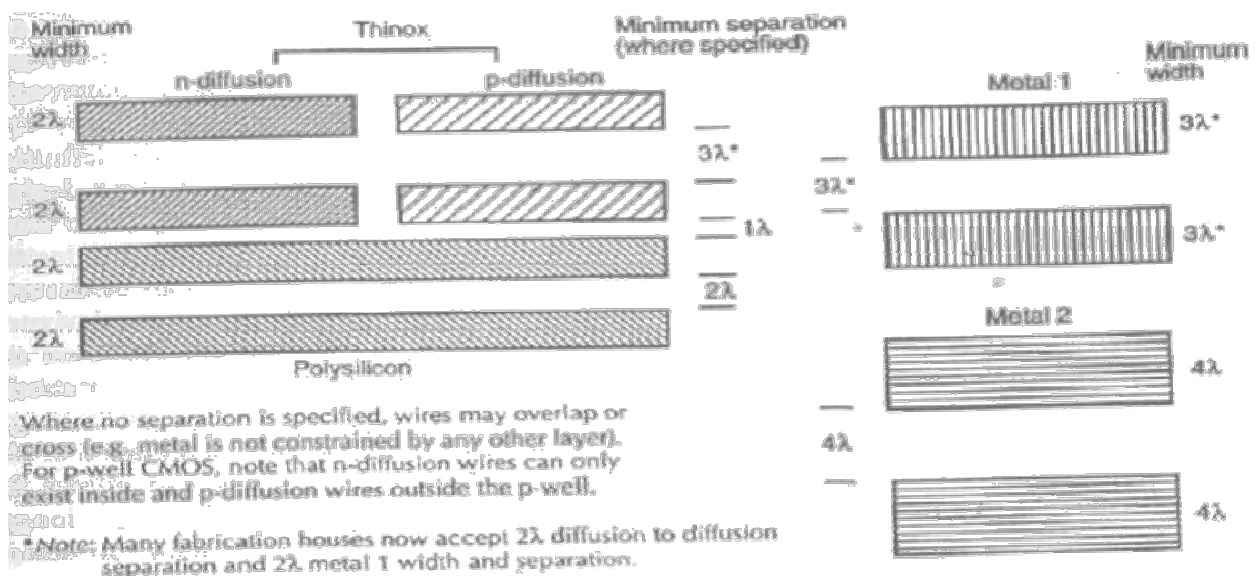 Minimum
width
Thinox
Minimum separation
(where specified)
n-diffusion
p-diffusion
2λ
3λ*
2λ
1λ
2λ
2λ
2λ
Polysilicon
Minimum
width
Metal 1
3λ*
3λ*
3λ*
Metal 2
4λ
4λ
4λ
Where no separation is specified, wires may overlap or
cross (e.g. metal is not constrained by any other layer).
For p-well CMOS, note that n-diffusion wires can only
exist inside and p-diffusion wires outside the p-well.
*Note: Many fabrication houses now accept 2λ diffusion to diffusion
separation and 2λ metal 1 width and separation.